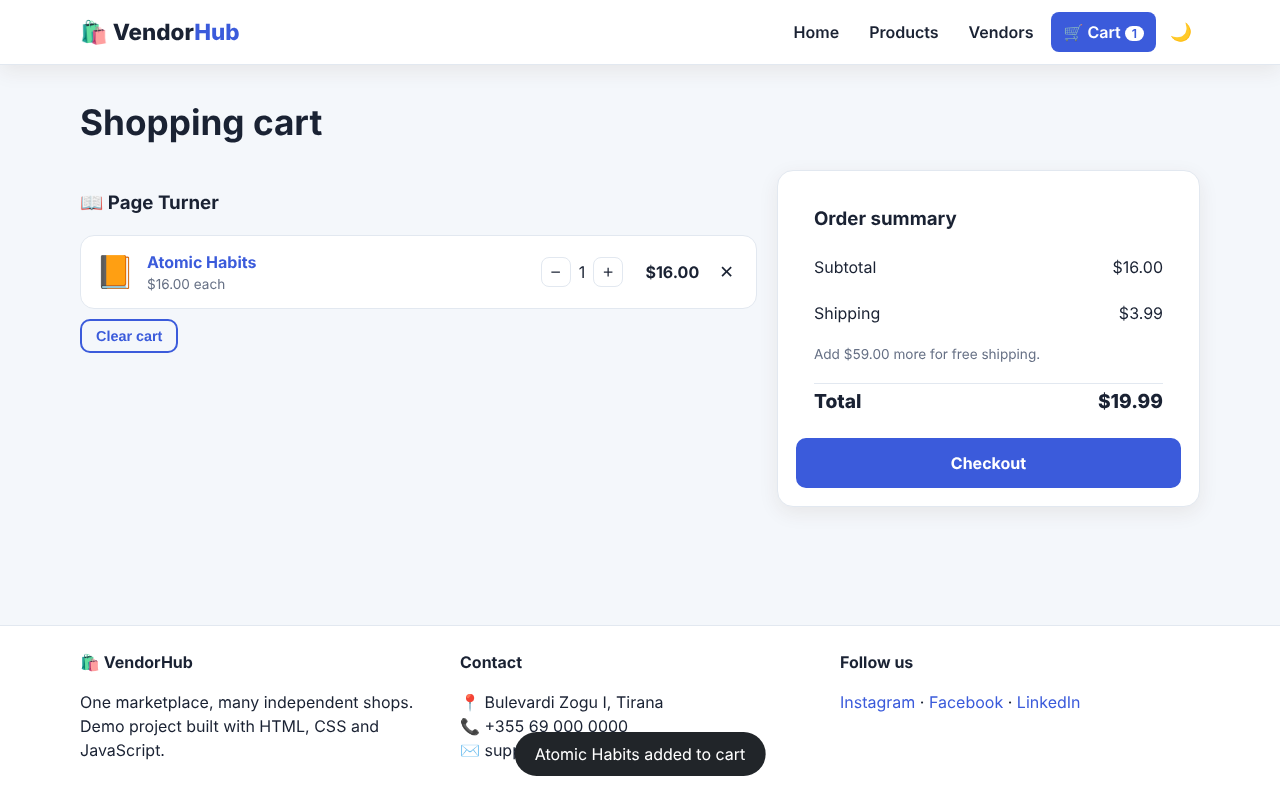 VendorHub
Home Products Vendors Cart 1
Shopping cart
Page Turner
Atomic Habits
$16.00 each
− 1 + $16.00 ✕
Clear cart
Order summary
Subtotal $16.00
Shipping $3.99
Add $59.00 more for free shipping.
Total $19.99
Checkout
VendorHub
One marketplace, many independent shops.
Demo project built with HTML, CSS and
JavaScript.
Contact
Bulevardi Zogu I, Tirana
+355 69 000 0000
Follow us
Instagram · Facebook · LinkedIn
Atomic Habits added to cart